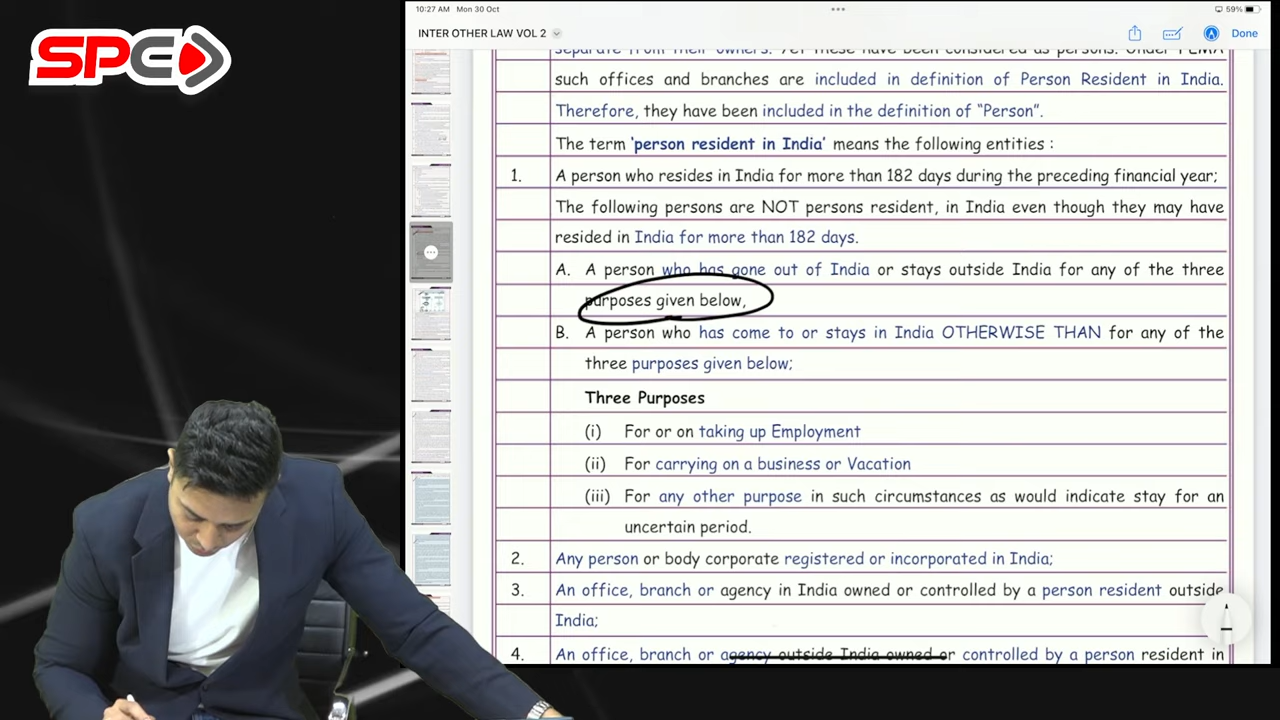 10:27 AM Mon 30 Oct
59%
SPED
INTER OTHER LAW VOL 2
Done
such offices and branches are included in definition of Person Resident in India.
Therefore, they have been included in the definition of "Person".
The term 'person resident in India' means the following entities :
1. A person who resides in India for more than 182 days during the preceding financial year;
The following persons are NOT persons resident, in India even though they may have
resided in India for more than 182 days.
A. A person who has gone out of India or stays outside India for any of the three
purposes given below,
B. A person who has come to or stays in India OTHERWISE THAN for any of the
the purposes given below;
Three Purposes
(i) For or on taking up Employment
(ii) For carrying on a business or Vacation
(iii) For any other purpose in such circumstances as would indicate stay for an
uncertain period.
2. Any person or body corporate registered or incorporated in India;
3. An office, branch or agency in India owned or controlled by a person resident outside
India;
4. An office, branch or agency outside India owned or controlled by a person resident in